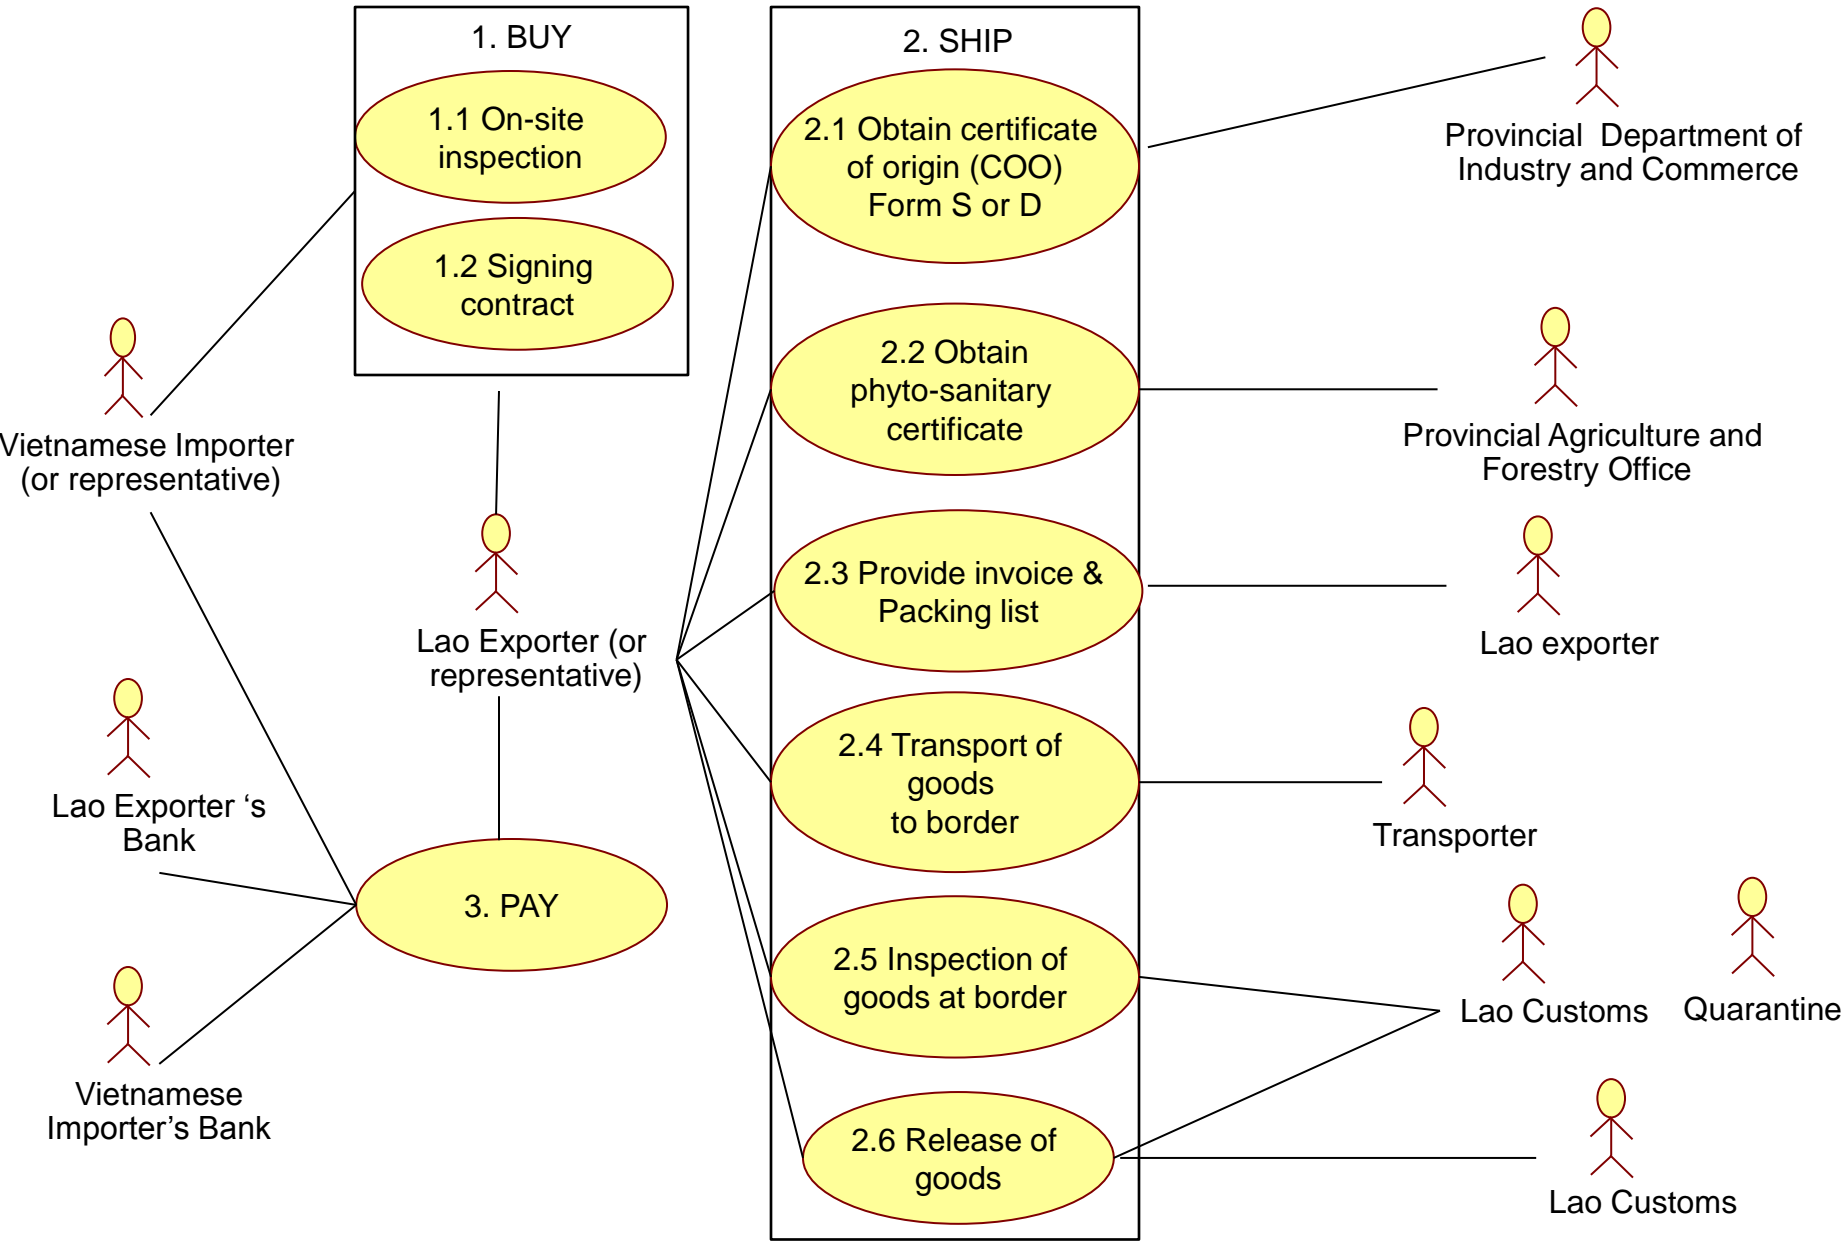 1. BUY
1.1 On-site
inspection
1.2 Signing
contract
Vietnamese Importer
(or representative)
Lao Exporter (or
representative)
Lao Exporter ‘s
Bank
3. PAY
Vietnamese
Importer’s Bank
2. SHIP
2.1 Obtain certificate
of origin (COO)
Form S or D
2.2 Obtain
phyto-sanitary
certificate
2.3 Provide invoice &
Packing list
2.4 Transport of
goods
to border
2.5 Inspection of
goods at border
2.6 Release of
goods
Provincial  Department of
Industry and Commerce
Provincial Agriculture and
Forestry Office
Lao exporter
Transporter
Lao Customs
Quarantine
Lao Customs